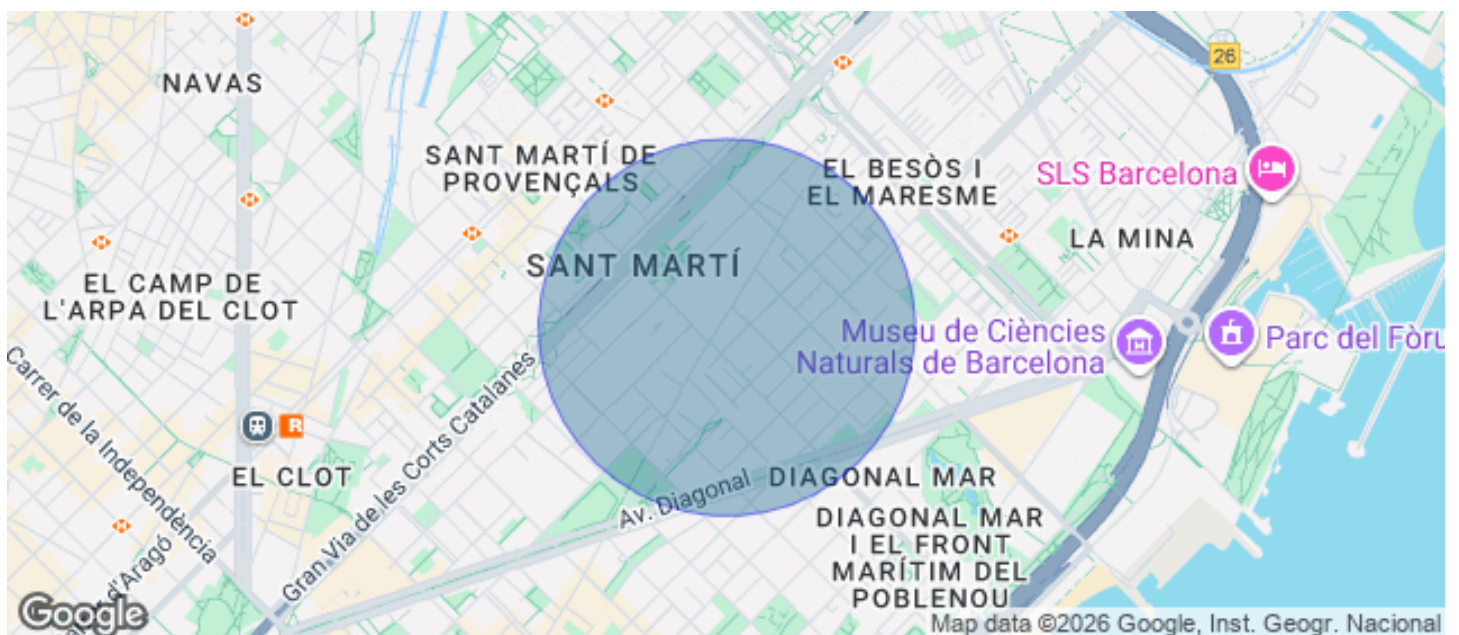 26
NAVAS
SANT MARTÍ DE
PROVENÇALS
EL BESÒS I
EL MARESME
SLS Barcelona
LA MINA
SANT MARTÍ
EL CAMP DE
L'ARPA DEL CLOT
Museu de Ciències
Naturals de Barcelona
Parc del Fòru
Carrer de la Independència
Gran Via de les Corts Catalanes
R
EL CLOT
Av. Diagonal
DIAGONAL MAR
DIAGONAL MAR
I EL FRONT
MARÍTIM DEL
POBLENOU
d'Aragó
Google
Map data ©2026 Google, Inst. Geogr. Nacional